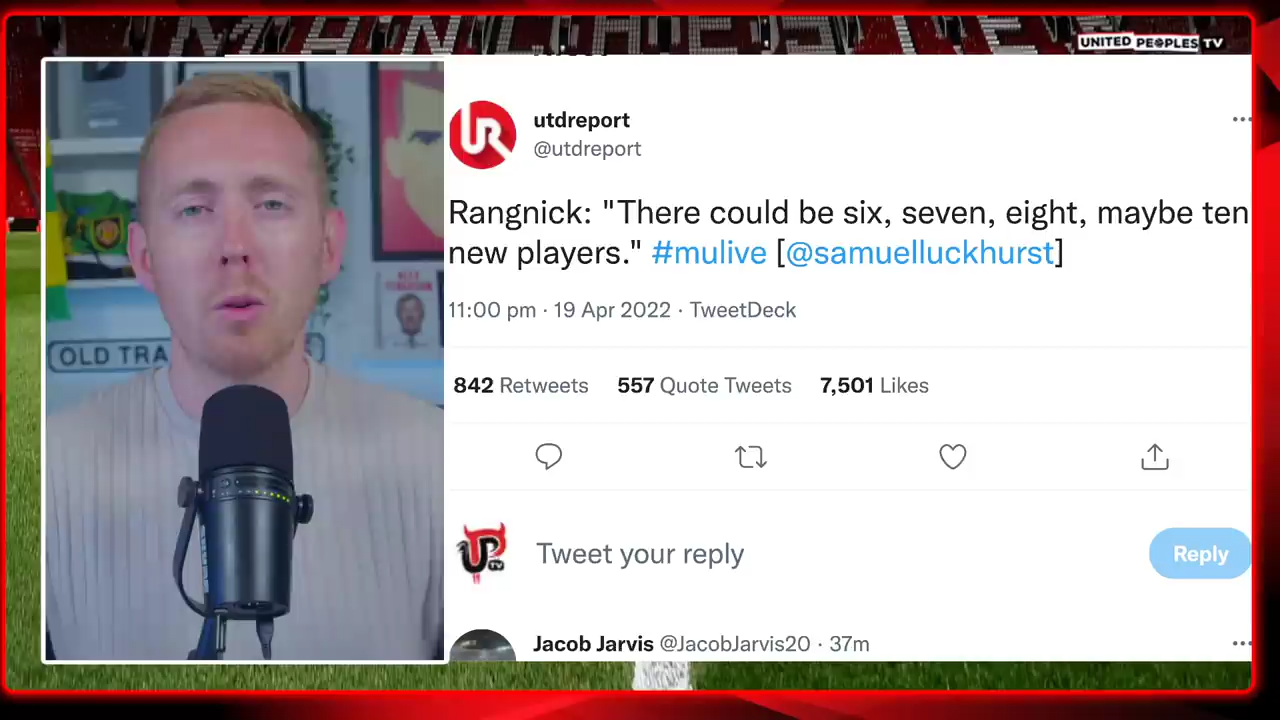 UNITED PEOPLES TV
utdreport
@utdreport
Rangnick: "There could be six, seven, eight, maybe ten
new players." #mulive [@samuelluckhurst]
11:00 pm · 19 Apr 2022 · TweetDeck
842 Retweets 557 Quote Tweets 7,501 Likes
UP
TV
Tweet your reply
Reply
Jacob Jarvis @JacobJarvis20 · 37m
OLD TRA